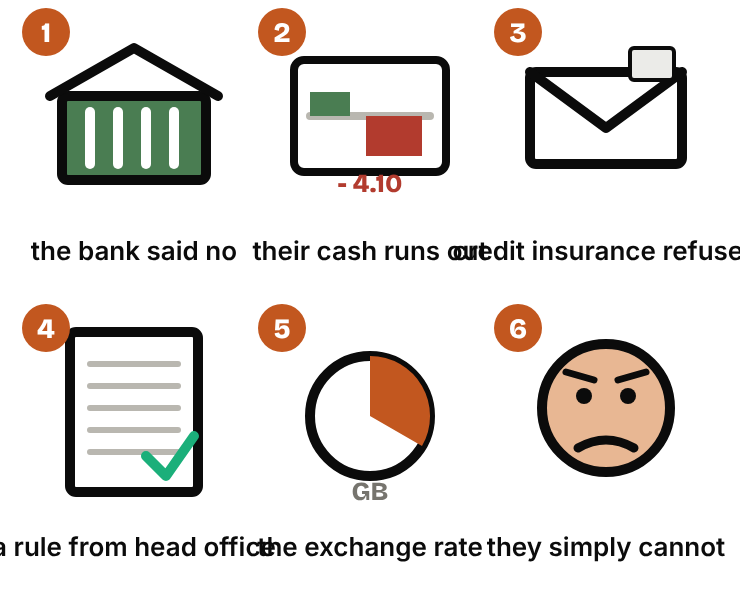 1
2
3
- 4.10
the bank said no
their cash runs out
credit insurance refused
4
5
6
GB
a rule from head office
the exchange rate
they simply cannot